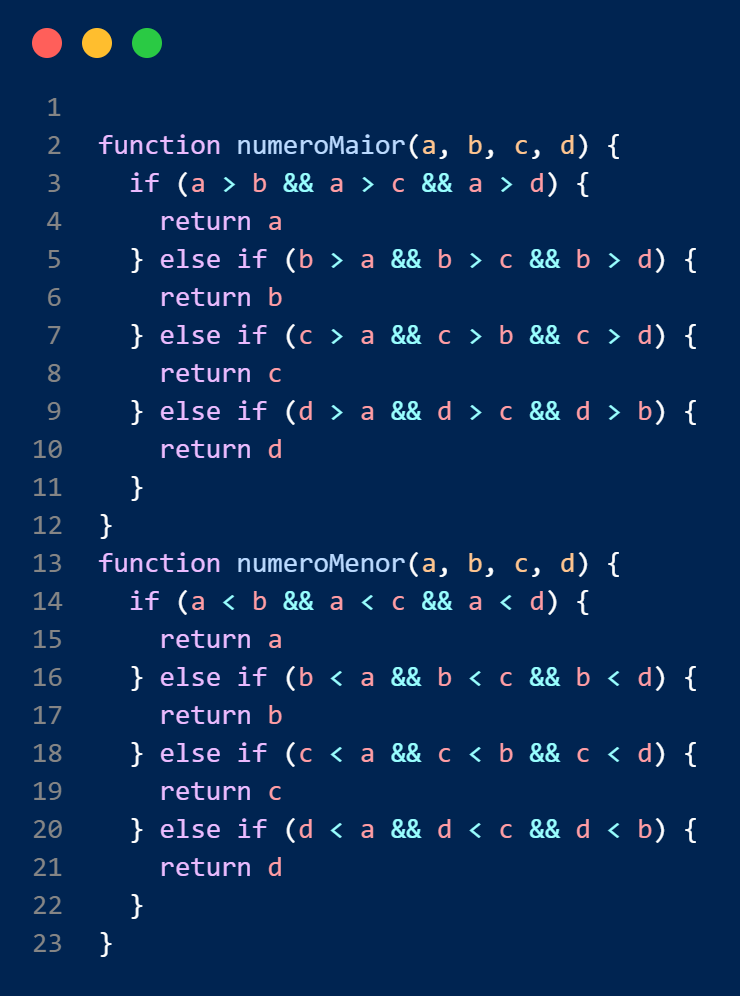 1
2 function numeroMaior(a, b, c, d) {
3   if (a > b && a > c && a > d) {
4     return a
5   } else if (b > a && b > c && b > d) {
6     return b
7   } else if (c > a && c > b && c > d) {
8     return c
9   } else if (d > a && d > c && d > b) {
10     return d
11   }
12 }
13 function numeroMenor(a, b, c, d) {
14   if (a < b && a < c && a < d) {
15     return a
16   } else if (b < a && b < c && b < d) {
17     return b
18   } else if (c < a && c < b && c < d) {
19     return c
20   } else if (d < a && d < c && d < b) {
21     return d
22   }
23 }